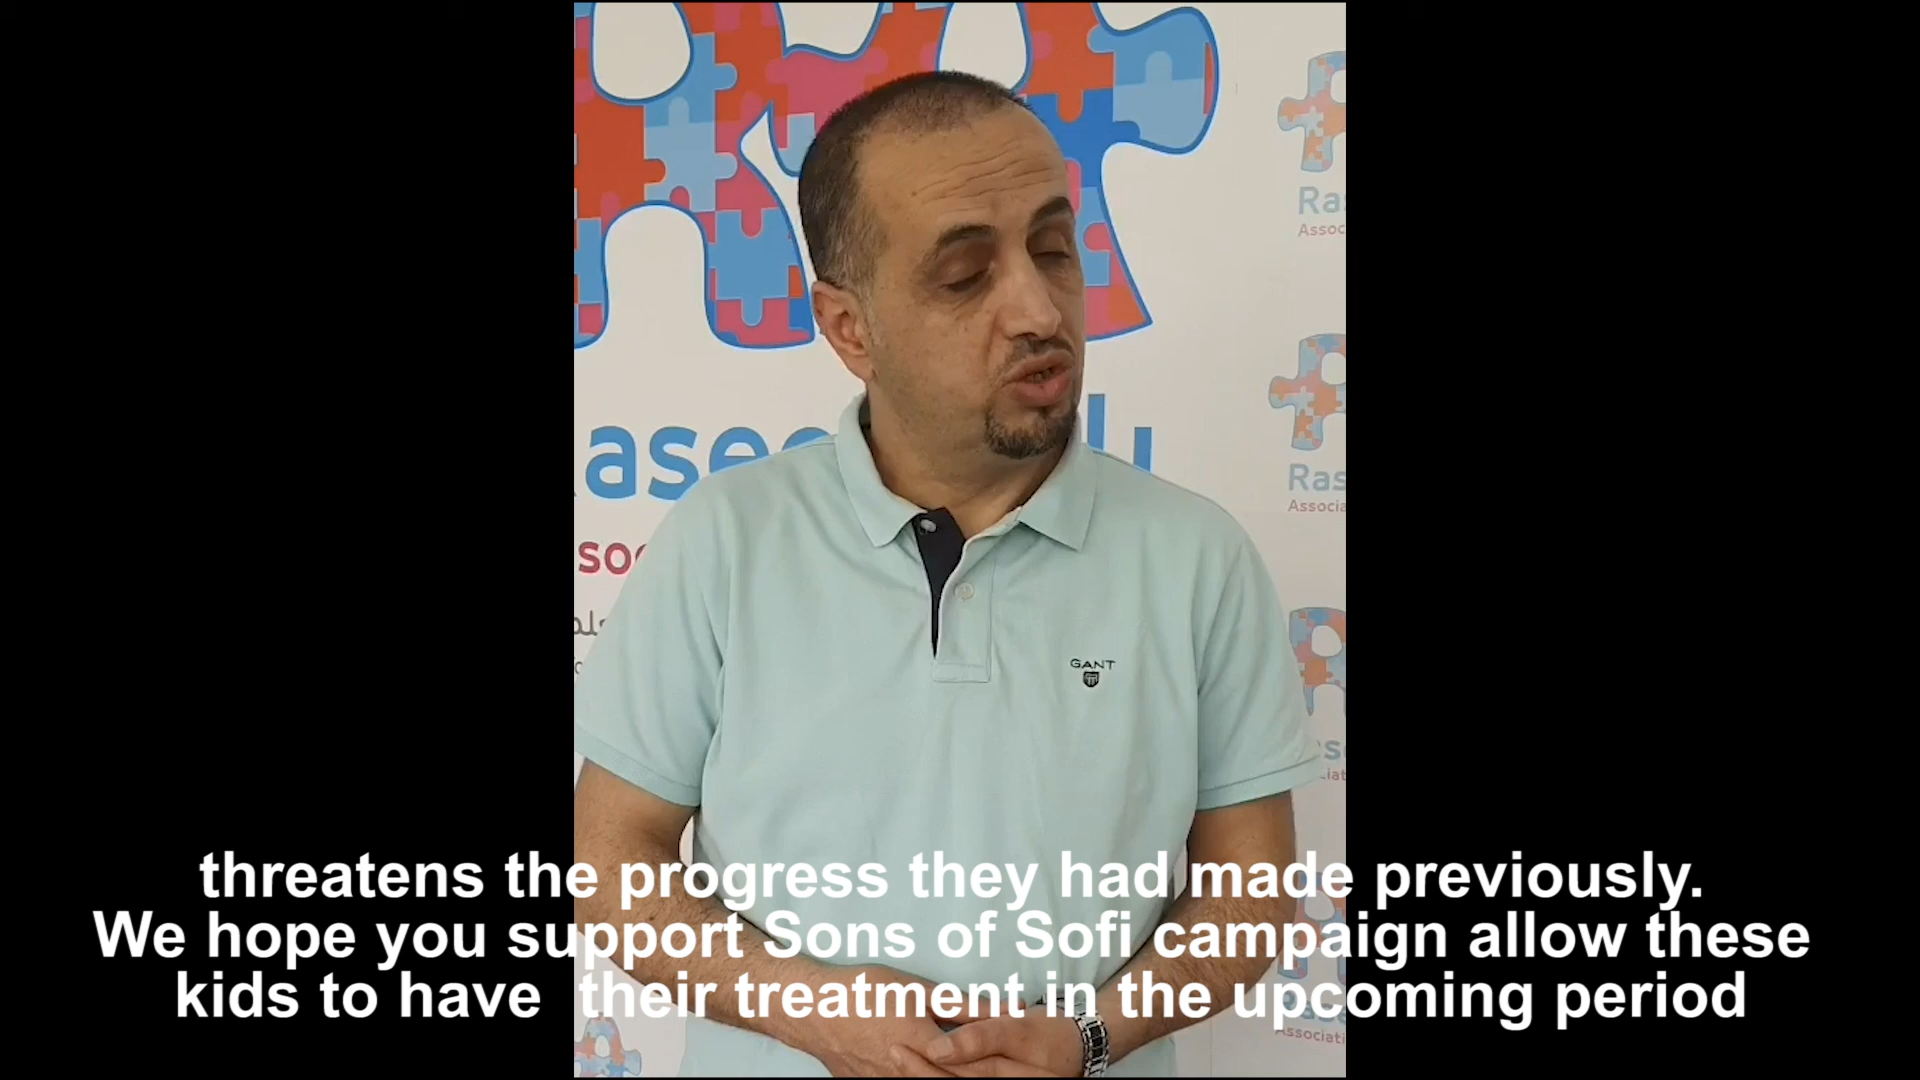 Ras
Assoc
Ras
Associa
GANT
threatens the progress they had made previously.
We hope you support Sons of Sofi campaign allow these
kids to have  their treatment in the upcoming period
Associati